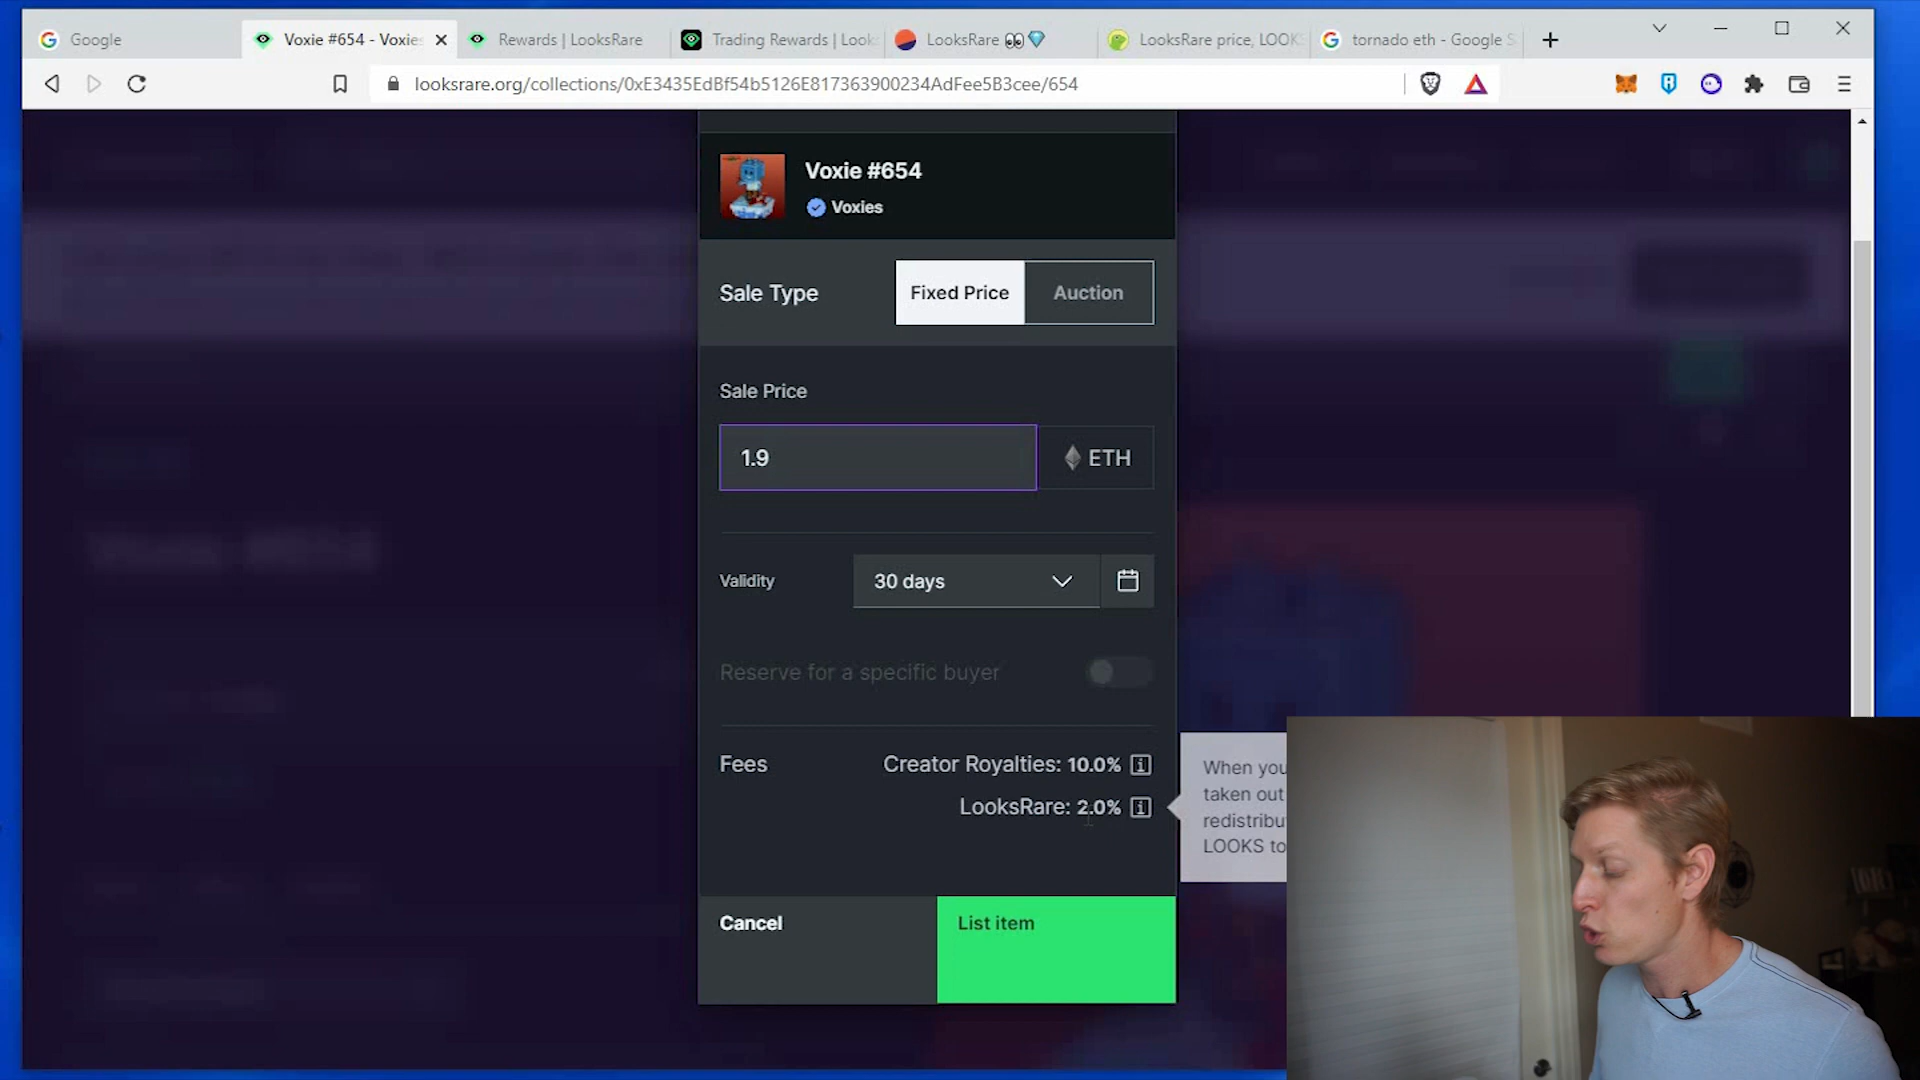 Google
Voxie #654 - Voxies
Rewards | LooksRare
Trading Rewards | Look
LooksRare 👀💎
LooksRare price, LOOK
tornado eth - Google S
looksrare.org/collections/0xE3435EdBf54b5126E817363900234AdFee5B3cee/654
Voxie #654
Voxies
Sale Type
Fixed Price
Auction
Sale Price
1.9
ETH
Validity
30 days
Reserve for a specific buyer
Fees
Creator Royalties: 10.0%
LooksRare: 2.0%
When you
taken out
redistribu
LOOKS to
Cancel
List item